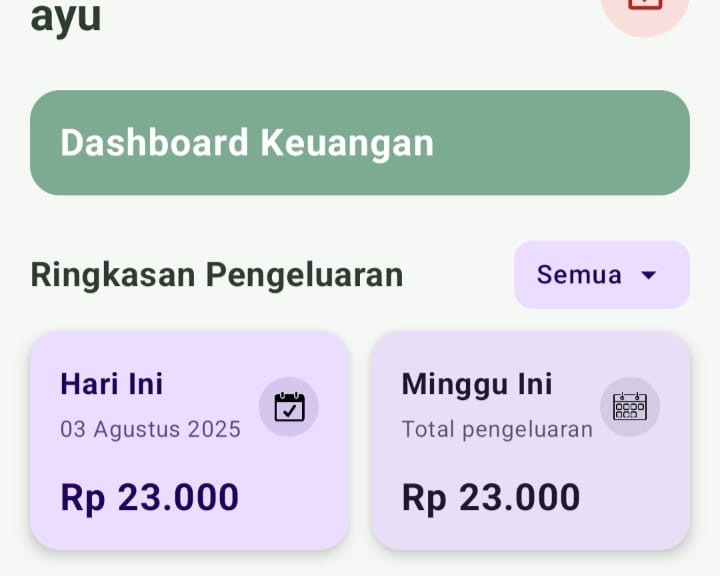 ayu
Dashboard Keuangan
Ringkasan Pengeluaran
Semua
Hari Ini
03 Agustus 2025
Rp 23.000
Minggu Ini
Total pengeluaran
Rp 23.000